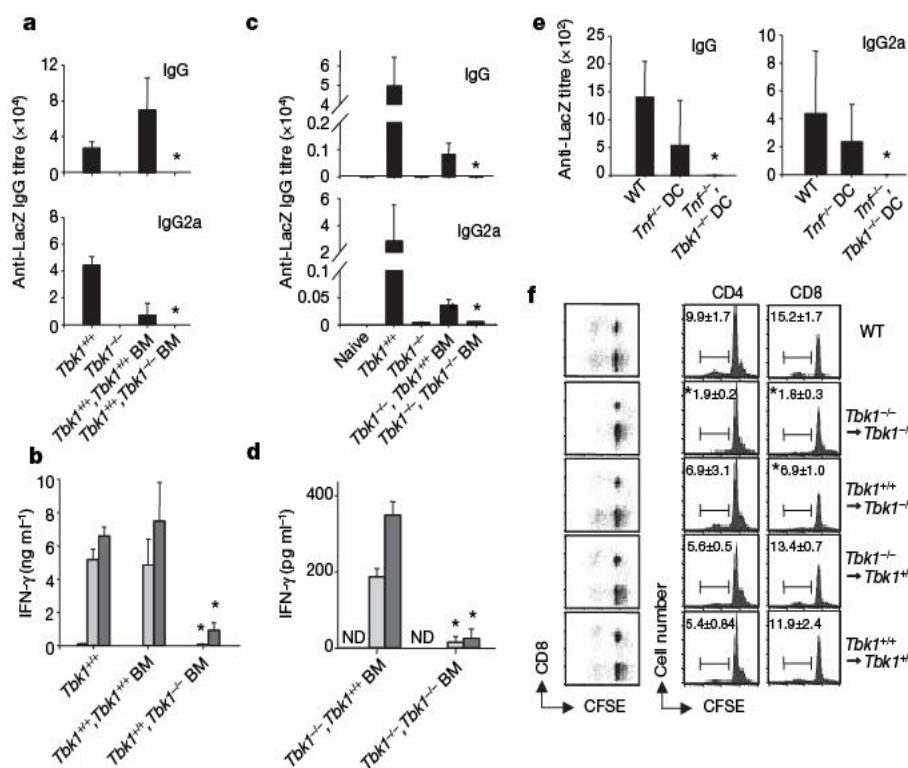 a
Anti-LacZ IgG titre (×10⁴)
12
8
4
0
IgG
*
6
4
2
0
IgG2a
*
Tbk1⁺/⁺
Tbk1⁻/⁻
Tbk1⁺/⁺, Tbk1⁺/⁺ BM
Tbk1⁺/⁺, Tbk1⁻/⁻ BM
c
Anti-LacZ IgG titre (×10⁴)
6
5
0.2
0.1
0
IgG
*
6
4
2
0.1
0.05
0
IgG2a
* *
Naive
Tbk1⁺/⁺
Tbk1⁻/⁻
Tbk1⁻/⁻, Tbk1⁺/⁺ BM
Tbk1⁻/⁻, Tbk1⁻/⁻ BM
e
Anti-LacZ titre (×10²)
25
20
15
10
5
0
IgG
*
WT
Tnf⁻/⁻ DC
Tnf⁻/⁻,
Tbk1⁻/⁻ DC
10
8
6
4
2
0
IgG2a
*
WT
Tnf⁻/⁻ DC
Tnf⁻/⁻,
Tbk1⁻/⁻ DC
b
IFN-γ (ng ml⁻¹)
10
8
6
4
2
0
* *
Tbk1⁺/⁺
Tbk1⁺/⁺, Tbk1⁺/⁺ BM
Tbk1⁺/⁺, Tbk1⁻/⁻ BM
d
IFN-γ (pg ml⁻¹)
400
200
0
ND
ND
* *
Tbk1⁻/⁻, Tbk1⁺/⁺ BM
Tbk1⁻/⁻, Tbk1⁻/⁻ BM
f
CD4 CD8
9.9±1.7 15.2±1.7 WT
*1.9±0.2 *1.8±0.3 Tbk1⁻/⁻
→ Tbk1⁻/
6.9±3.1 *6.9±1.0 Tbk1⁺/⁺
→ Tbk1⁻/
5.6±0.5 13.4±0.7 Tbk1⁻/⁻
→ Tbk1⁺/
5.4±0.84 11.9±2.4 Tbk1⁺/⁺
→ Tbk1⁺/
CD8
CFSE
Cell number
CFSE